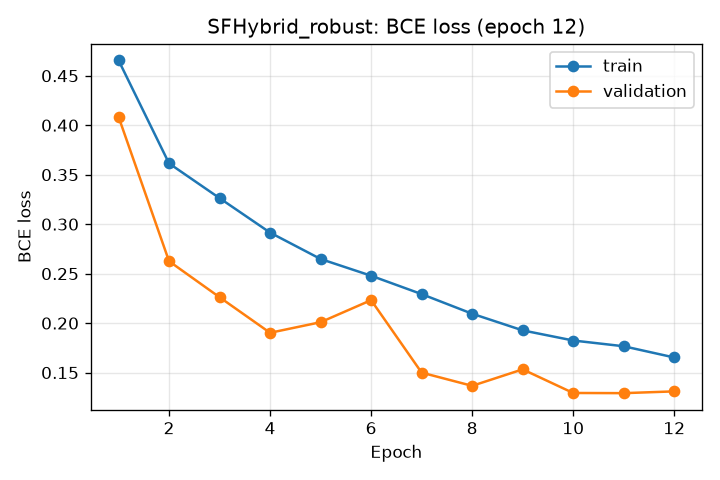 SFHybrid_robust: BCE loss (epoch 12)
train
validation
BCE loss
0.45
0.40
0.35
0.30
0.25
0.20
0.15
2 4 6 8 10 12
Epoch